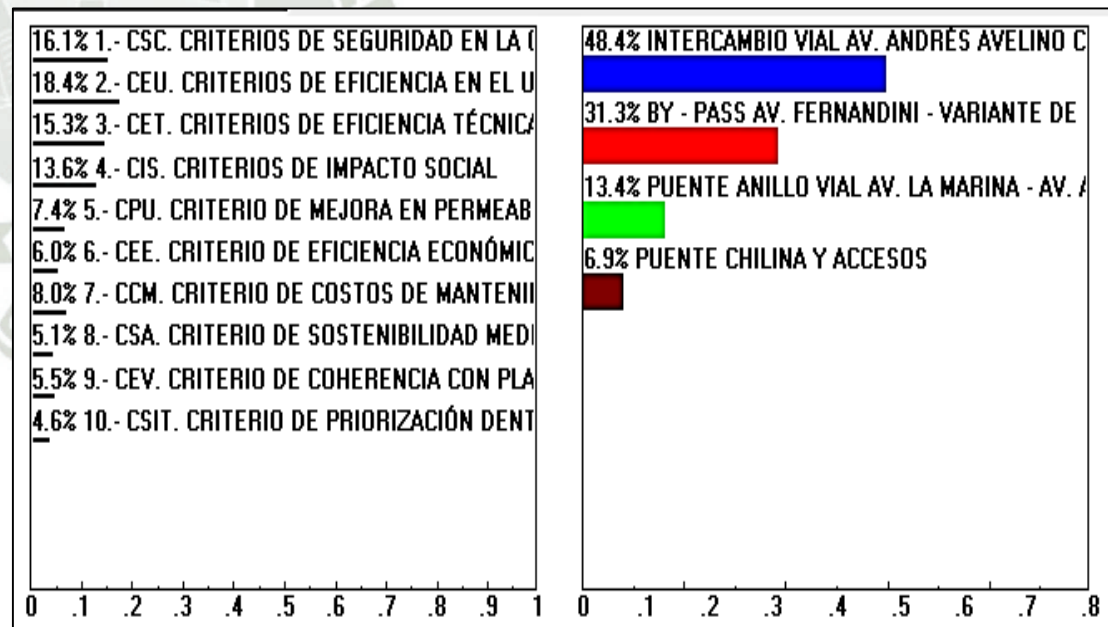 16.1% 1.- CSC. CRITERIOS DE SEGURIDAD EN LA
18.4% 2.- CEU. CRITERIOS DE EFICIENCIA EN EL U
15.3% 3.- CET. CRITERIOS DE EFICIENCIA TÉCNICA
13.6% 4.- CIS. CRITERIOS DE IMPACTO SOCIAL
7.4% 5.- CPU. CRITERIO DE MEJORA EN PERMEAB
6.0% 6.- CEE. CRITERIO DE EFICIENCIA ECONÓMIC
8.0% 7.- CCM. CRITERIO DE COSTOS DE MANTENI
5.1% 8.- CSA. CRITERIO DE SOSTENIBILIDAD MEDI
5.5% 9.- CEV. CRITERIO DE COHERENCIA CON PLA
4.6% 10.- CSIT. CRITERIO DE PRIORIZACIÓN DENT
0 .1 .2 .3 .4 .5 .6 .7 .8 .9 1
48.4% INTERCAMBIO VIAL AV. ANDRÉS AVELINO C
31.3% BY - PASS AV. FERNANDINI - VARIANTE DE
13.4% PUENTE ANILLO VIAL AV. LA MARINA - AV. A
6.9% PUENTE CHILINA Y ACCESOS
0 .1 .2 .3 .4 .5 .6 .7 .8